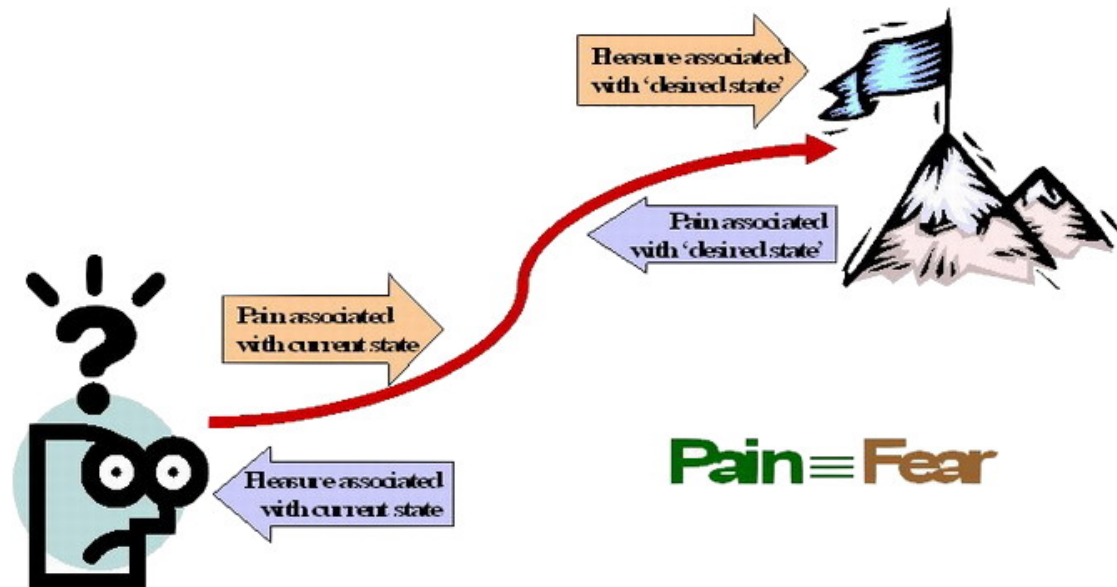 Pleasure associated
with ‘desired state’
Pain associated
with ‘desired state’
Pain associated
with current state
Pleasure associated
with current state
Pain≡Fear
?